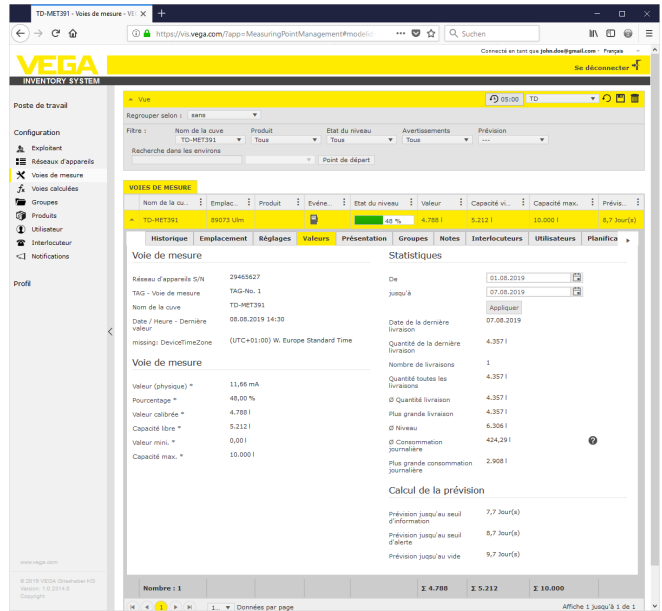 TD-MET391 - Voies de mesure - VE
https://vis.vega.com/?app=MeasuringPointManagement#modelid
Suchen
Connecté en tant que john.doe@gmail.com - Français
VEGA
INVENTORY SYSTEM
Se déconnecter
Poste de travail
Configuration
Exploitant
Réseaux d'appareils
Voies de mesure
Voies calculées
Groupes
Produits
Utilisateur
Interlocuteur
Notifications
Profil
www.vega.com
© 2019 VEGA Grieshaber KG
Version: 1.0.2314.0
Copyright
Vue
05:00
TD
Regrouper selon :
sans
Filtre :
Nom de la cuve
Produit
Etat du niveau
Avertissements
Prévision
TD-MET391
Tous
Tous
Tous
---
Recherche dans les environs
Point de départ
VOIES DE MESURE
Nom de la cu...
Emplac...
Produit
Evéne...
Etat du niveau
Valeur
Capacité vi...
Capacité max.
Prévis...
TD-MET391
89073 Ulm
48 %
4.788 l
5.212 l
10.000 l
8,7 Jour(s)
Historique
Emplacement
Réglages
Valeurs
Présentation
Groupes
Notes
Interlocuteurs
Utilisateurs
Planifica
Voie de mesure
Réseau d'appareils S/N
29465627
TAG - Voie de mesure
TAG-No. 1
Nom de la cuve
TD-MET391
Date / Heure - Dernière
valeur
08.08.2019 14:30
missing: DeviceTimeZone
(UTC+01:00) W. Europe Standard Time
Voie de mesure
Valeur (physique) *
11,66 mA
Pourcentage *
48,00 %
Valeur calibrée *
4.788 l
Capacité libre *
5.212 l
Valeur mini. *
0,00 l
Capacité max. *
10.000 l
Statistiques
De
01.08.2019
jusqu'à
07.08.2019
Appliquer
Date de la dernière
livraison
07.08.2019
Quantité de la dernière
livraison
4.357 l
Nombre de livraisons
1
Quantité toutes les
livraisons
4.357 l
Ø Quantité livraison
4.357 l
Plus grande livraison
4.357 l
Ø Niveau
6.306 l
Ø Consommation
journalière
424,29 l
Plus grande consommation
journalière
2.908 l
Calcul de la prévision
Prévision jusqu'au seuil
d'information
7,7 Jour(s)
Prévision jusqu'au seuil
d'alerte
8,7 Jour(s)
Prévision jusqu'au vide
9,7 Jour(s)
Nombre : 1
Σ 4.788
Σ 5.212
Σ 10.000
1
1...
Données par page
Affiche 1 jusqu'à 1 de 1